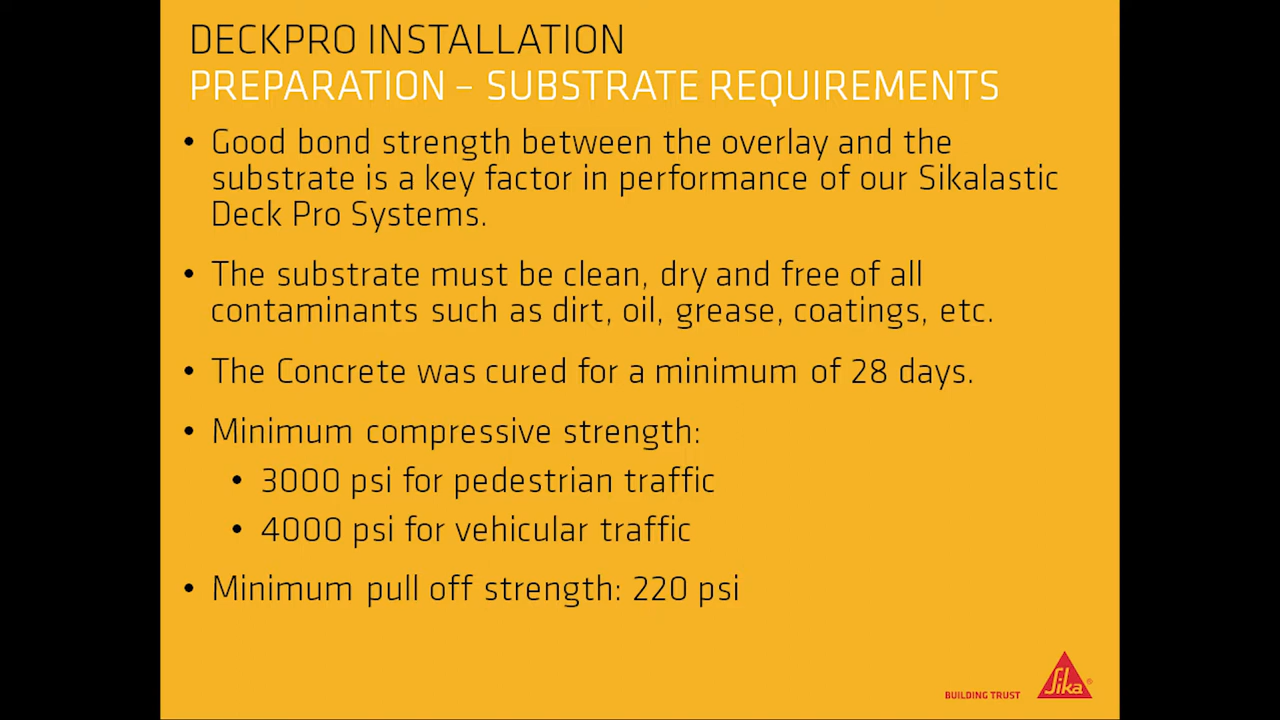 DECKPRO INSTALLATION
PREPARATION – SUBSTRATE REQUIREMENTS
• Good bond strength between the overlay and the
substrate is a key factor in performance of our Sikalastic
Deck Pro Systems.
• The substrate must be clean, dry and free of all
contaminants such as dirt, oil, grease, coatings, etc.
• The Concrete was cured for a minimum of 28 days.
• Minimum compressive strength:
• 3000 psi for pedestrian traffic
• 4000 psi for vehicular traffic
• Minimum pull off strength: 220 psi
BUILDING TRUST
Sika®